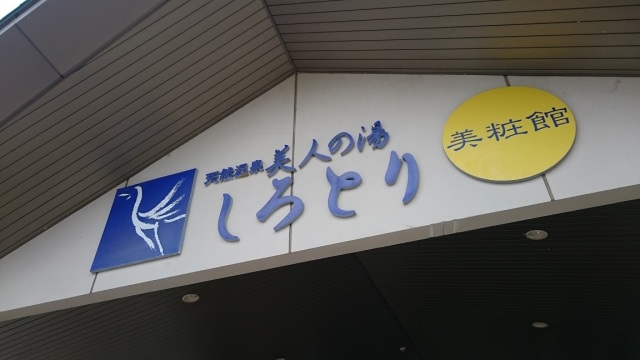 天然温泉 美人の湯
しろとり
美粧館